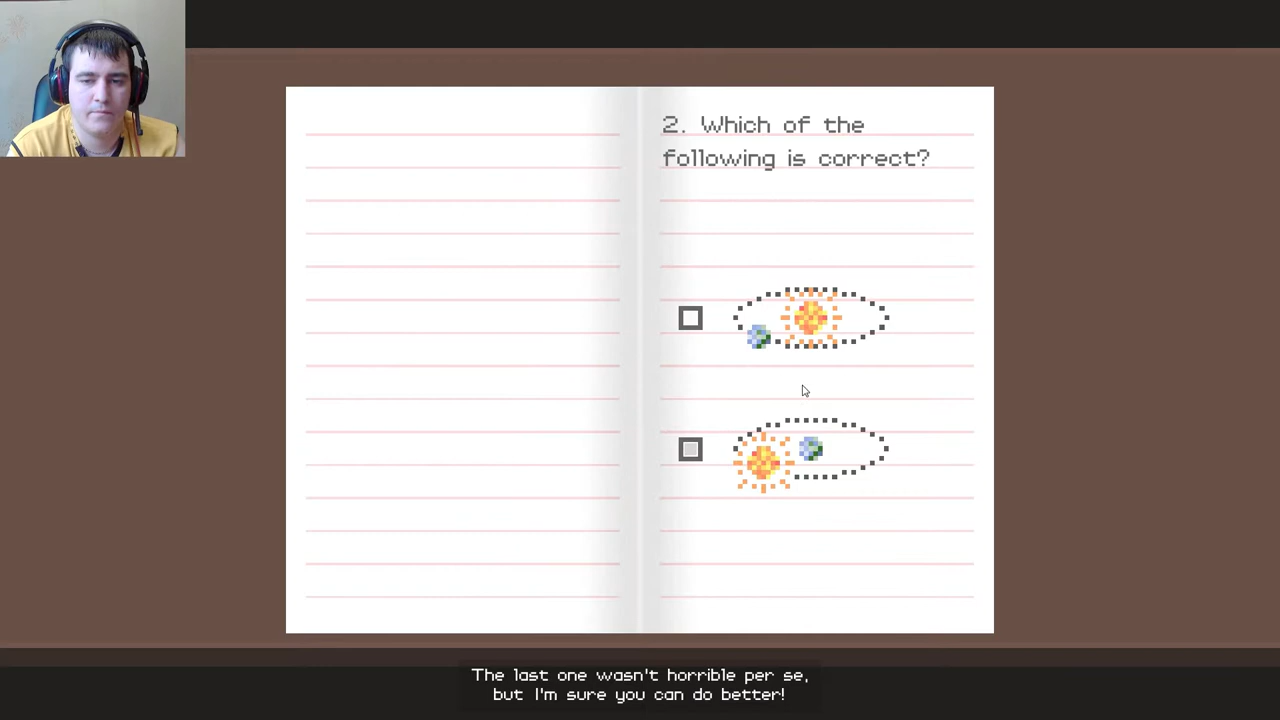 2. Which of the
following is correct?
The last one wasn't horrible per se,
but I'm sure you can do better!